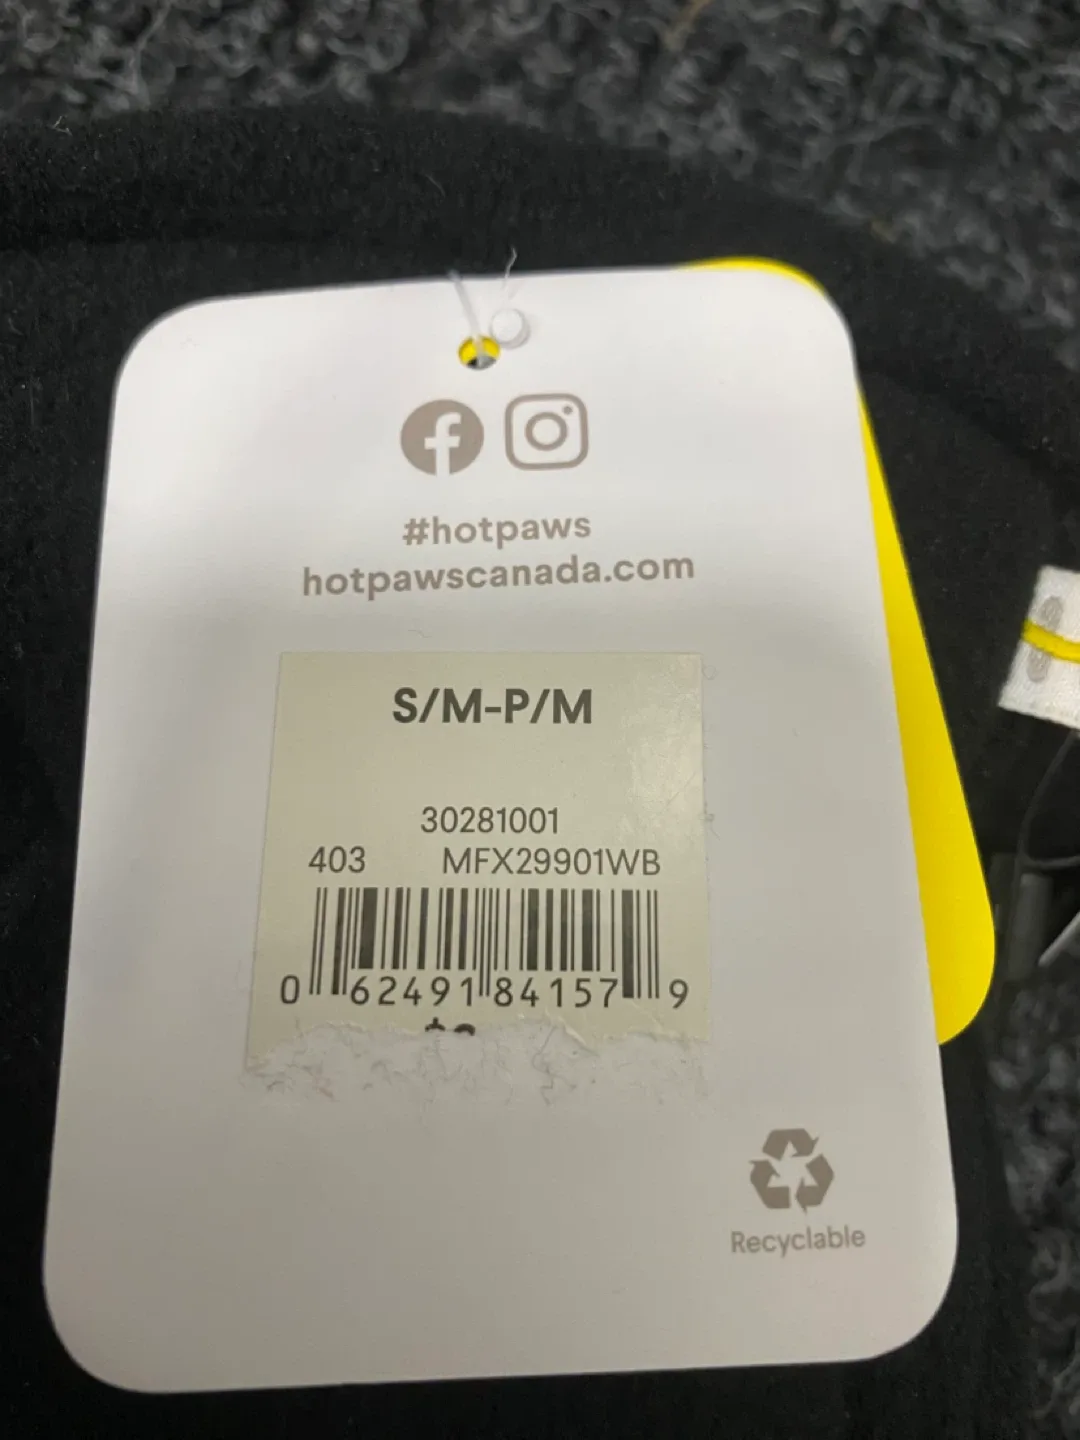 #hotpaws
hotpawscanada.com
S/M-P/M
30281001
403 MFX29901WB
0 62491 84157 9
Recyclable